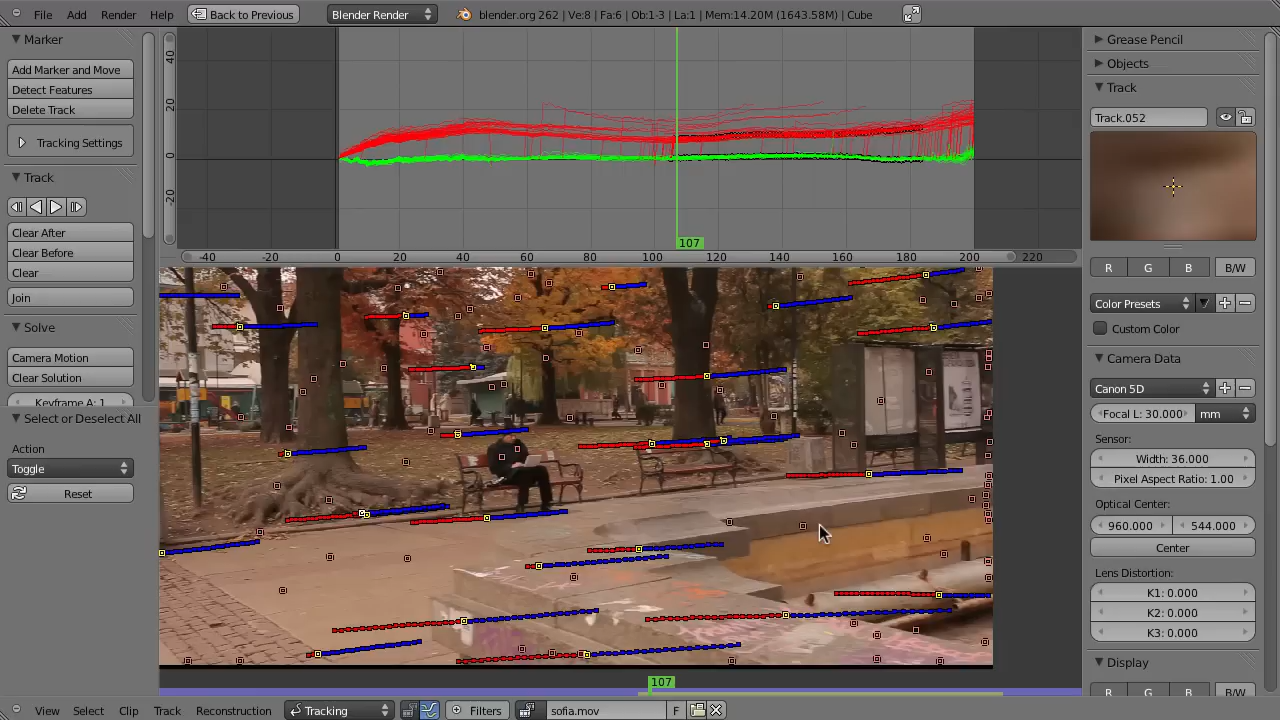 File Add Render Help Back to Previous Blender Render blender.org 262 | Ve:8 | Fa:6 | Ob:1-3 | La:1 | Mem:14.20M (1643.58M) | Cube
Marker
Add Marker and Move
Detect Features
Delete Track
Tracking Settings
Track
Clear After
Clear Before
Clear
Join
Solve
Camera Motion
Clear Solution
Keyframe A: 1
Select or Deselect All
Action
Toggle
Reset
40
20
0
-20
107
-40 -20 0 20 40 60 80 100 120 140 160 180 200 220
107
Grease Pencil
Objects
Track
Track.052
R G B B/W
Color Presets
Custom Color
Camera Data
Canon 5D
Focal L: 30.000 mm
Sensor:
Width: 36.000
Pixel Aspect Ratio: 1.00
Optical Center:
960.000 544.000
Center
Lens Distortion:
K1: 0.000
K2: 0.000
K3: 0.000
Display
R G B B/W
View Select Clip Track Reconstruction Tracking Filters sofia.mov F